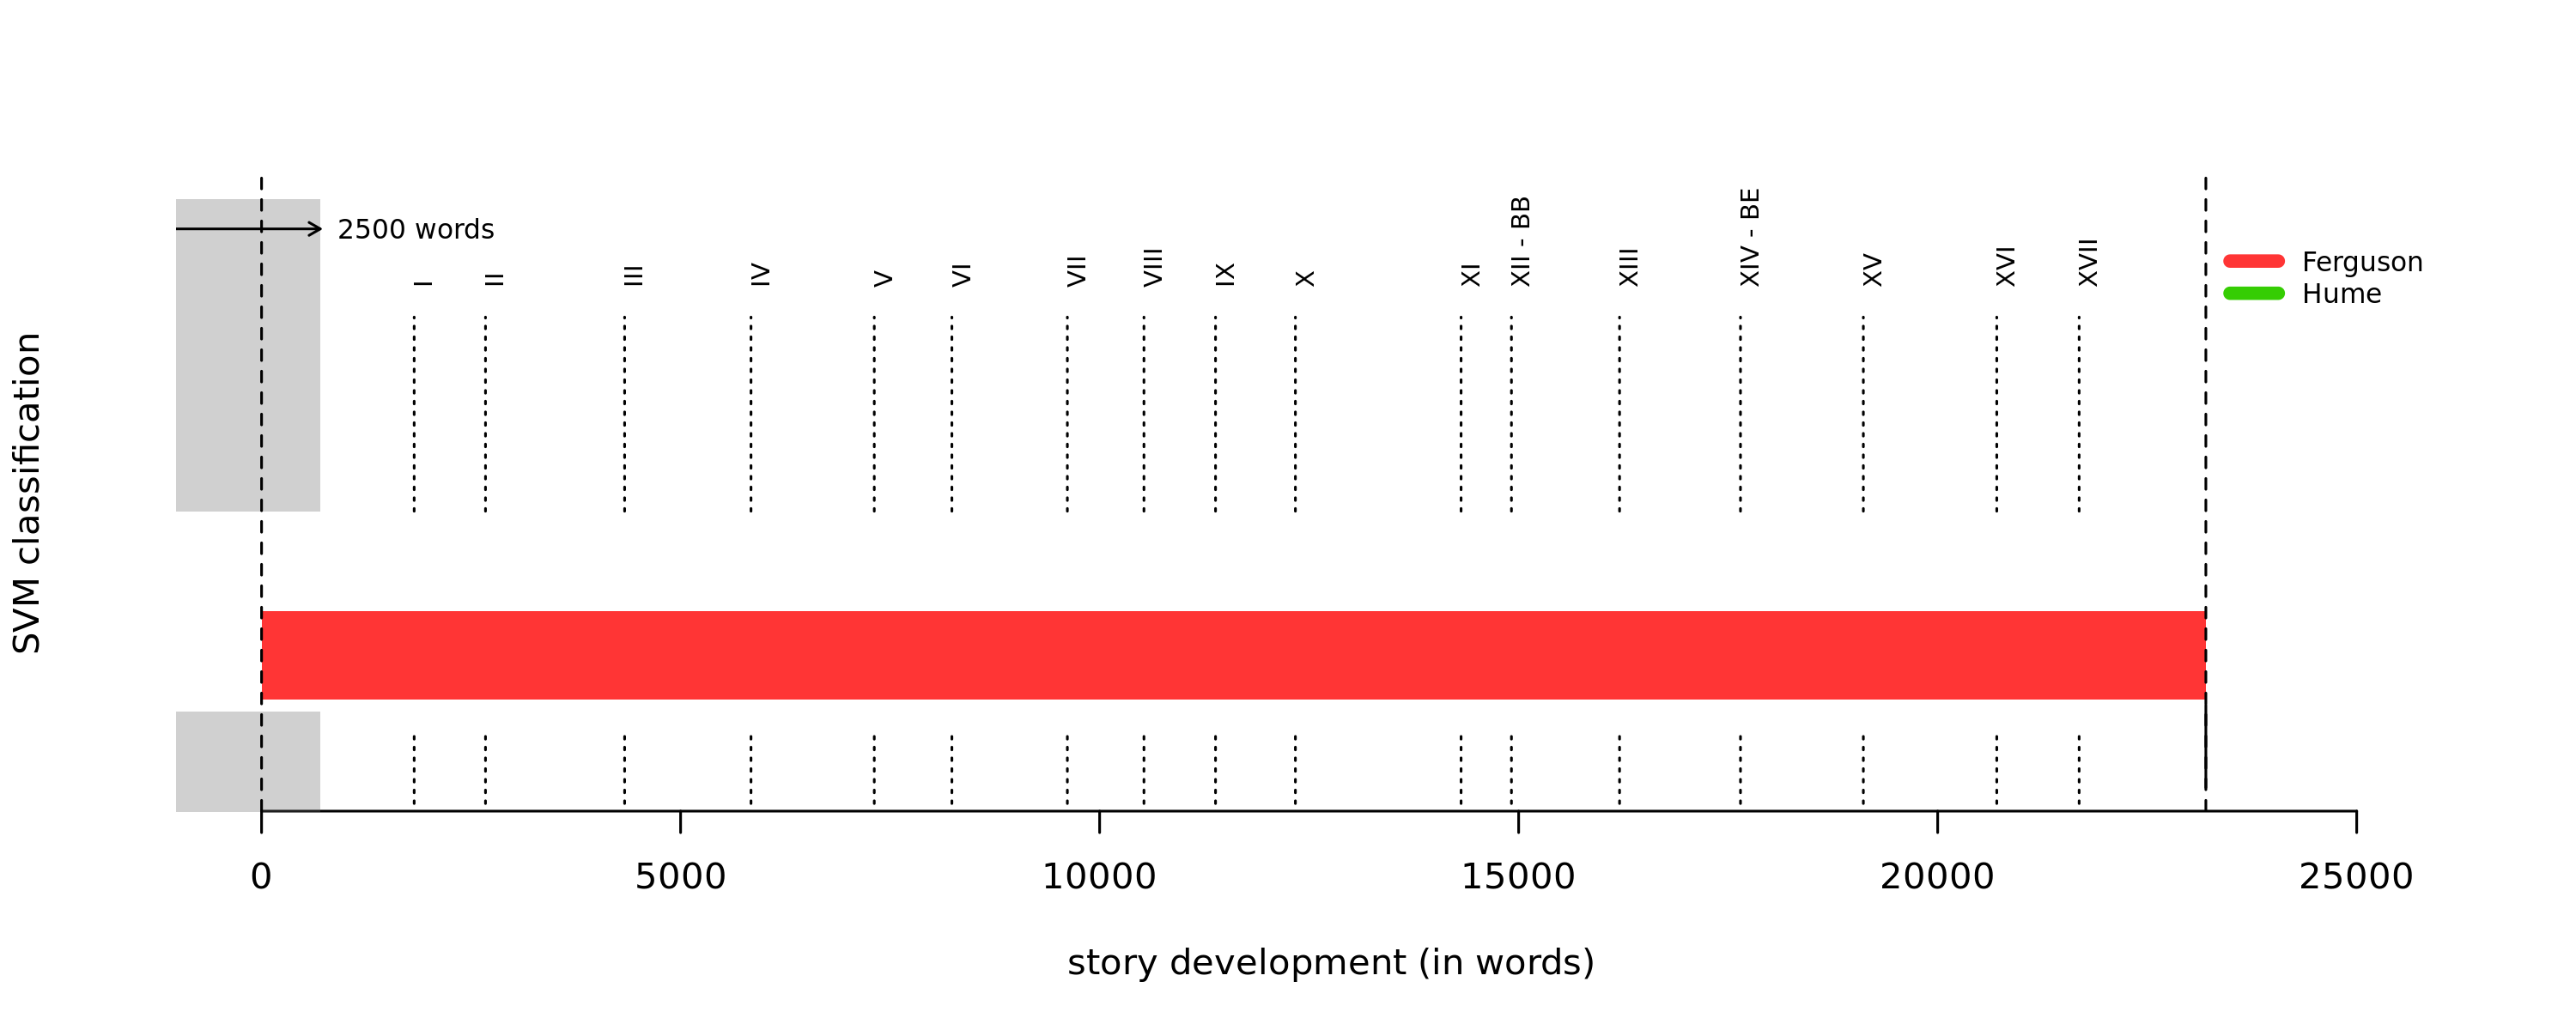 2500 words
I
II
III
IV
V
VI
VII
VIII
IX
X
XI
XII - BB
XIII
XIV - BE
XV
XVI
XVII
Ferguson
Hume
SVM classification
0
5000
10000
15000
20000
25000
story development (in words)